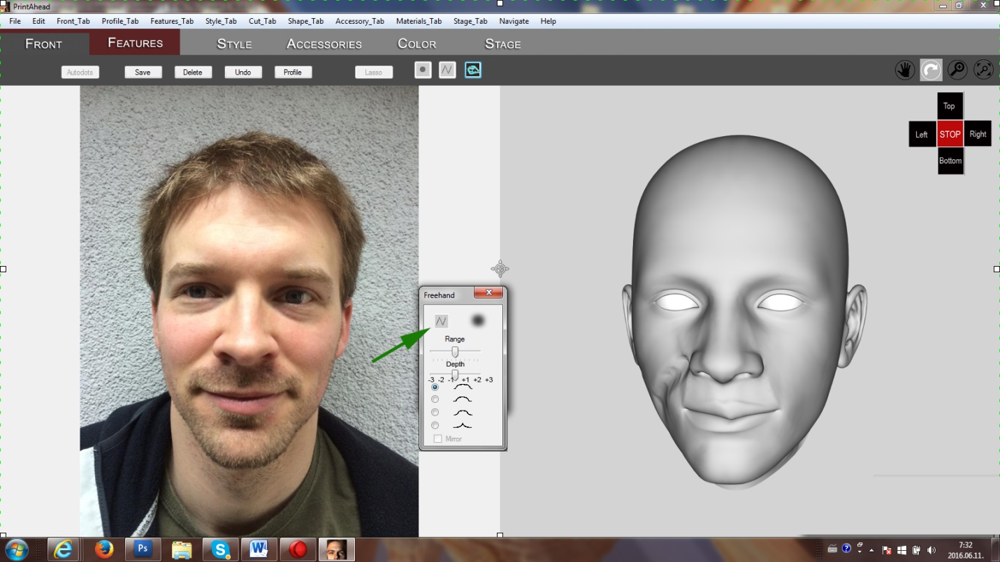 PrintAhead
File Edit Front_Tab Profile_Tab Features_Tab Style_Tab Cut_Tab Shape_Tab Accessory_Tab Materials_Tab Stage_Tab Navigate Help
FRONT FEATURES STYLE ACCESSORIES COLOR STAGE
Autodots Save Delete Undo Profile Lasso
Top
Left STOP Right
Bottom
Freehand
Range
Depth
-3 -2 -1 +1 +2 +3
Mirror
Ps W
7:32
2016.06.11.